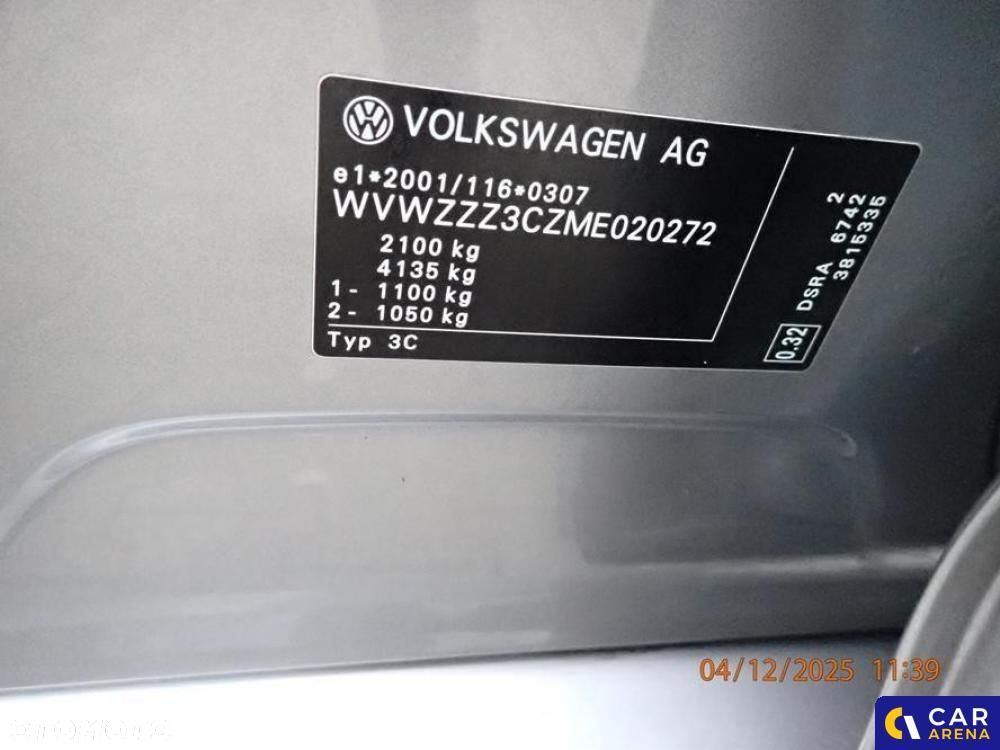 VOLKSWAGEN AG
e1*2001/116*0307
WVWZZZ3CZME020272
2100 kg
4135 kg
1- 1100 kg
2- 1050 kg
Typ 3C
0.32
DSRA 6742 2
3815335
04/12/2025 11:39
OTOMOTO
CAR
ARENA